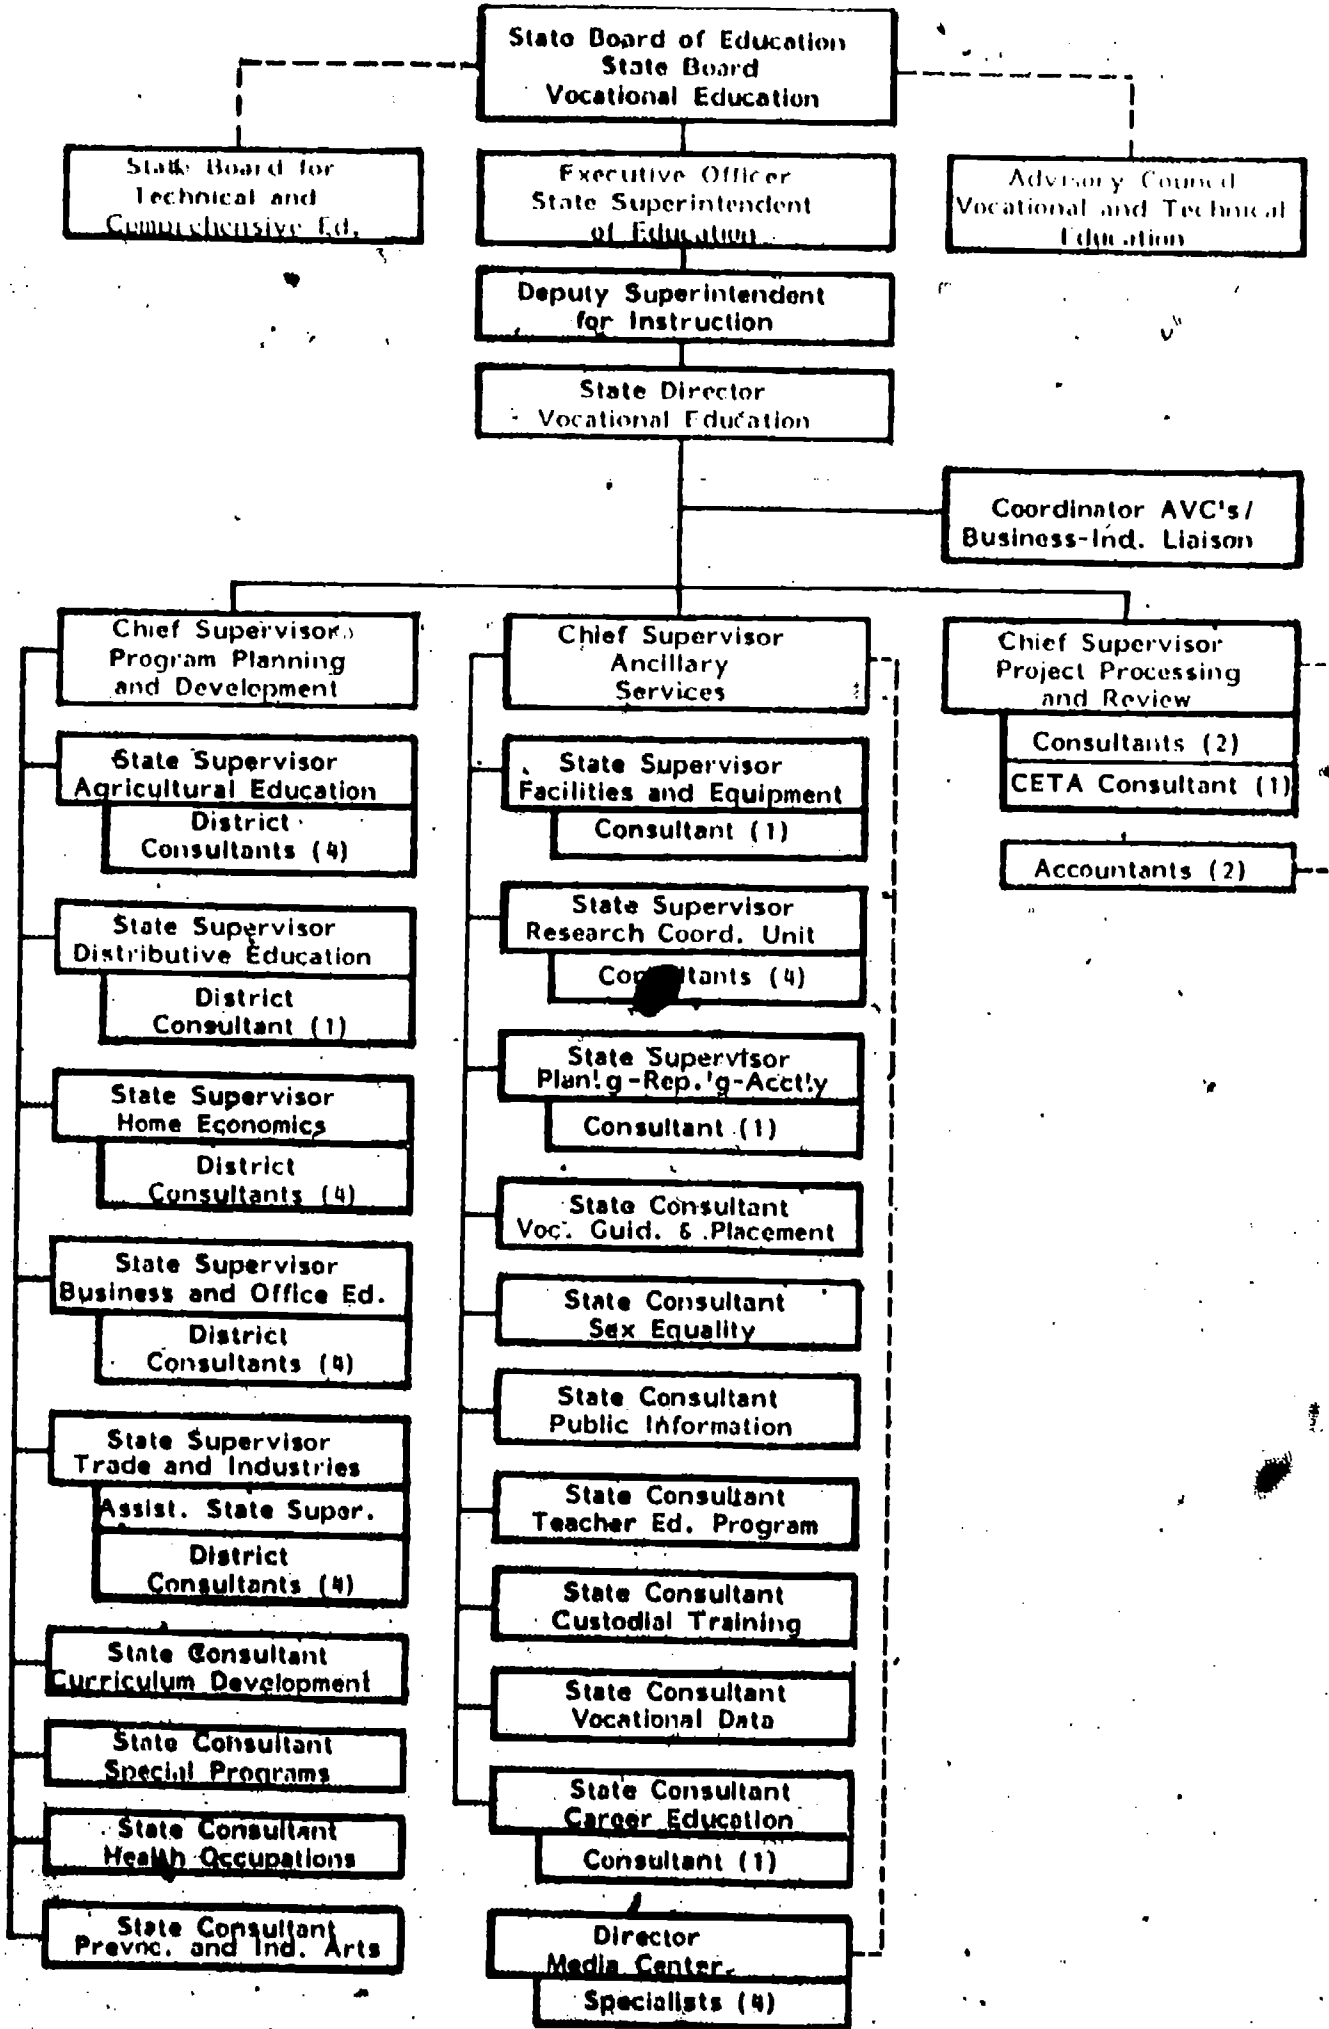 State Board of Education
State Board
Vocational Education
State Board for
Technical and
Comprehensive Ed.
Executive Officer
State Superintendent
of Education
Advisory Council
Vocational and Technical
Education
Deputy Superintendent
for Instruction
State Director
Vocational Education
Coordinator AVC's/
Business-Ind. Liaison
Chief Supervisor
Program Planning
and Development
State Supervisor
Agricultural Education
District
Consultants (4)
State Supervisor
Distributive Education
District
Consultant (1)
State Supervisor
Home Economics
District
Consultants (4)
State Supervisor
Business and Office Ed.
District
Consultants (4)
State Supervisor
Trade and Industries
Assist. State Super.
District
Consultants (4)
State Consultant
Curriculum Development
State Consultant
Special Programs
State Consultant
Health Occupations
State Consultant
Prevoc. and Ind. Arts
Chief Supervisor
Ancillary
Services
State Supervisor
Facilities and Equipment
Consultant (1)
State Supervisor
Research Coord. Unit
Consultants (4)
State Supervisor
Plan'g-Rep.'g-Acct'y
Consultant (1)
State Consultant
Voc. Guid. & Placement
State Consultant
Sex Equality
State Consultant
Public Information
State Consultant
Teacher Ed. Program
State Consultant
Custodial Training
State Consultant
Vocational Data
State Consultant
Career Education
Consultant (1)
Director
Media Center
Specialists (4)
Chief Supervisor
Project Processing
and Review
Consultants (2)
CETA Consultant (1)
Accountants (2)